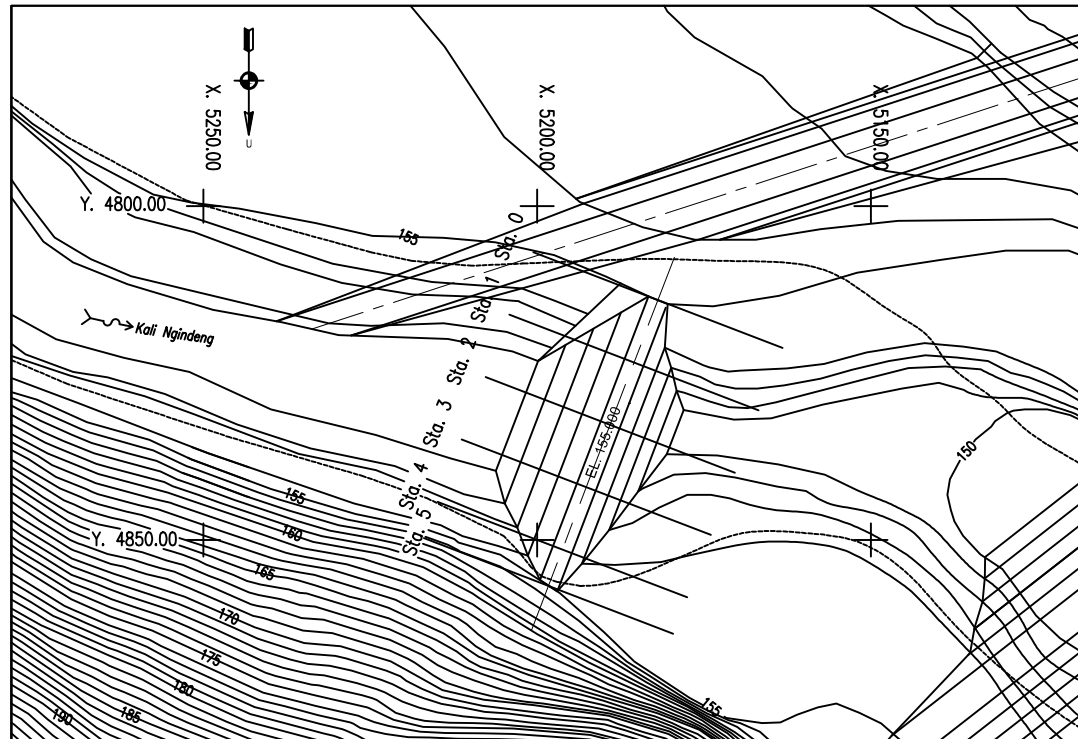 X. 5250.00
X. 5200.00
X. 5150.00
Y. 4800.00
155
Sta. 0
Sta. 1
Kali Ngindeng
Sta. 2
Sta. 3
EL. 155.000
150
Sta. 4
155
Sta. 5
160
Y. 4850.00
165
170
175
180
155
185
190